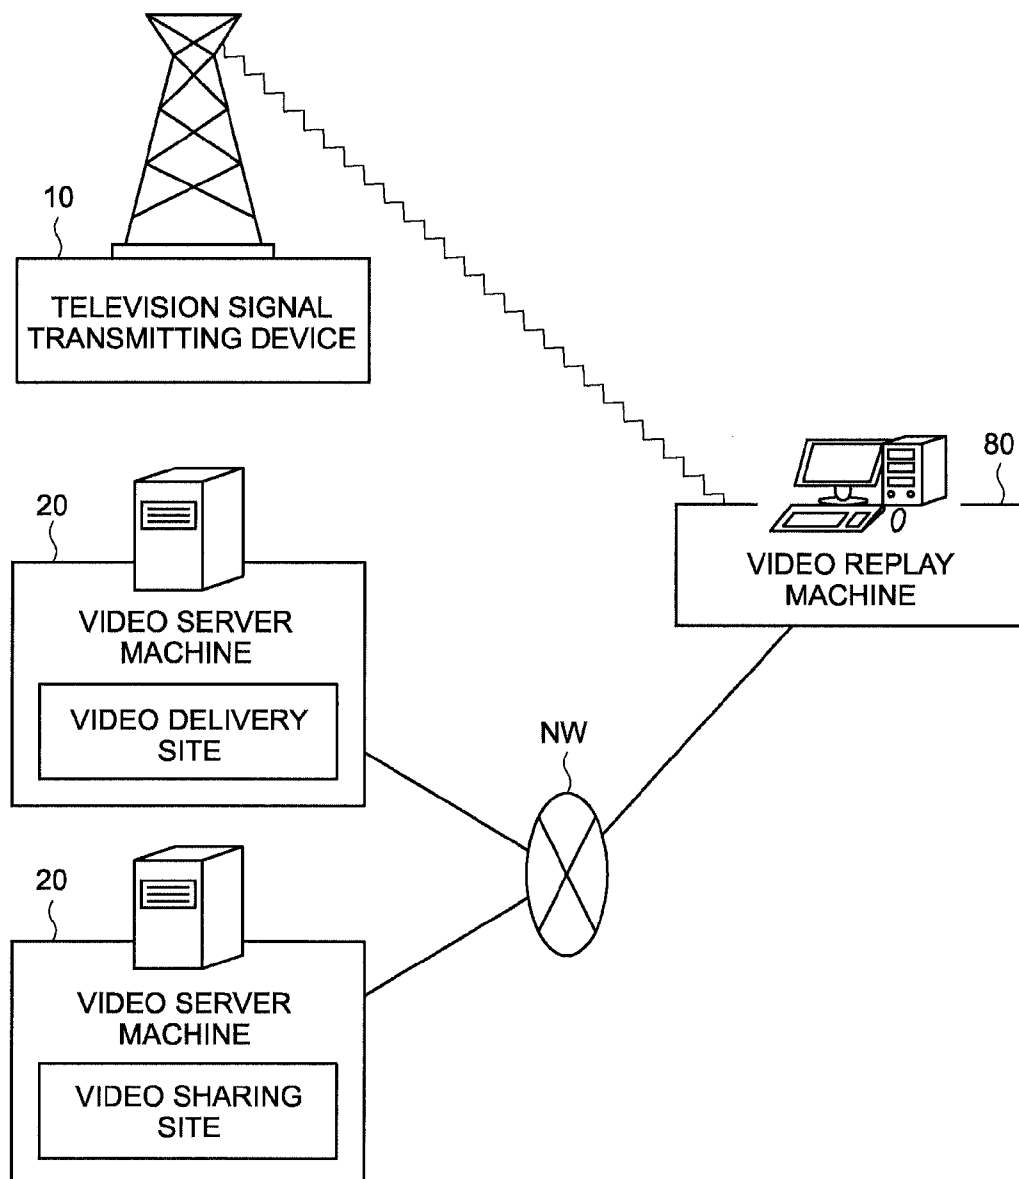 10
TELEVISION SIGNAL
TRANSMITTING DEVICE
20
VIDEO SERVER
MACHINE
VIDEO DELIVERY
SITE
80
VIDEO REPLAY
MACHINE
NW
20
VIDEO SERVER
MACHINE
VIDEO SHARING
SITE